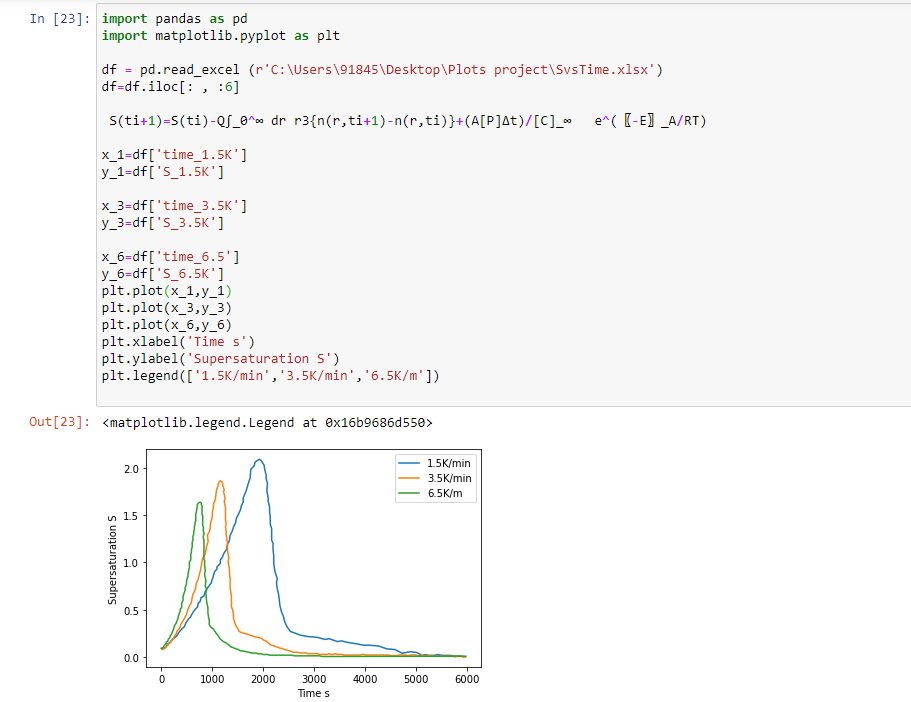 In [23]:
import pandas as pd
import matplotlib.pyplot as plt
df = pd.read_excel (r'C:\Users\91845\Desktop\Plots project\SvsTime.xlsx')
df=df.iloc[: , :6]
S(ti+1)=S(ti)-Q∫_0^∞ dr r3{n(r,ti+1)-n(r,ti)}+(A[P]Δt)/[C]_∞   e^( 〖-E〗 _A/RT)
x_1=df['time_1.5K']
y_1=df['S_1.5K']
x_3=df['time_3.5K']
y_3=df['S_3.5K']
x_6=df['time_6.5']
y_6=df['S_6.5K']
plt.plot(x_1,y_1)
plt.plot(x_3,y_3)
plt.plot(x_6,y_6)
plt.xlabel('Time s')
plt.ylabel('Supersaturation S')
plt.legend(['1.5K/min','3.5K/min','6.5K/m'])
Out[23]:
<matplotlib.legend.Legend at 0x16b9686d550>
1.5K/min
3.5K/min
6.5K/m
2.0
1.5
1.0
0.5
0.0
Supersaturation S
0 1000 2000 3000 4000 5000 6000
Time s